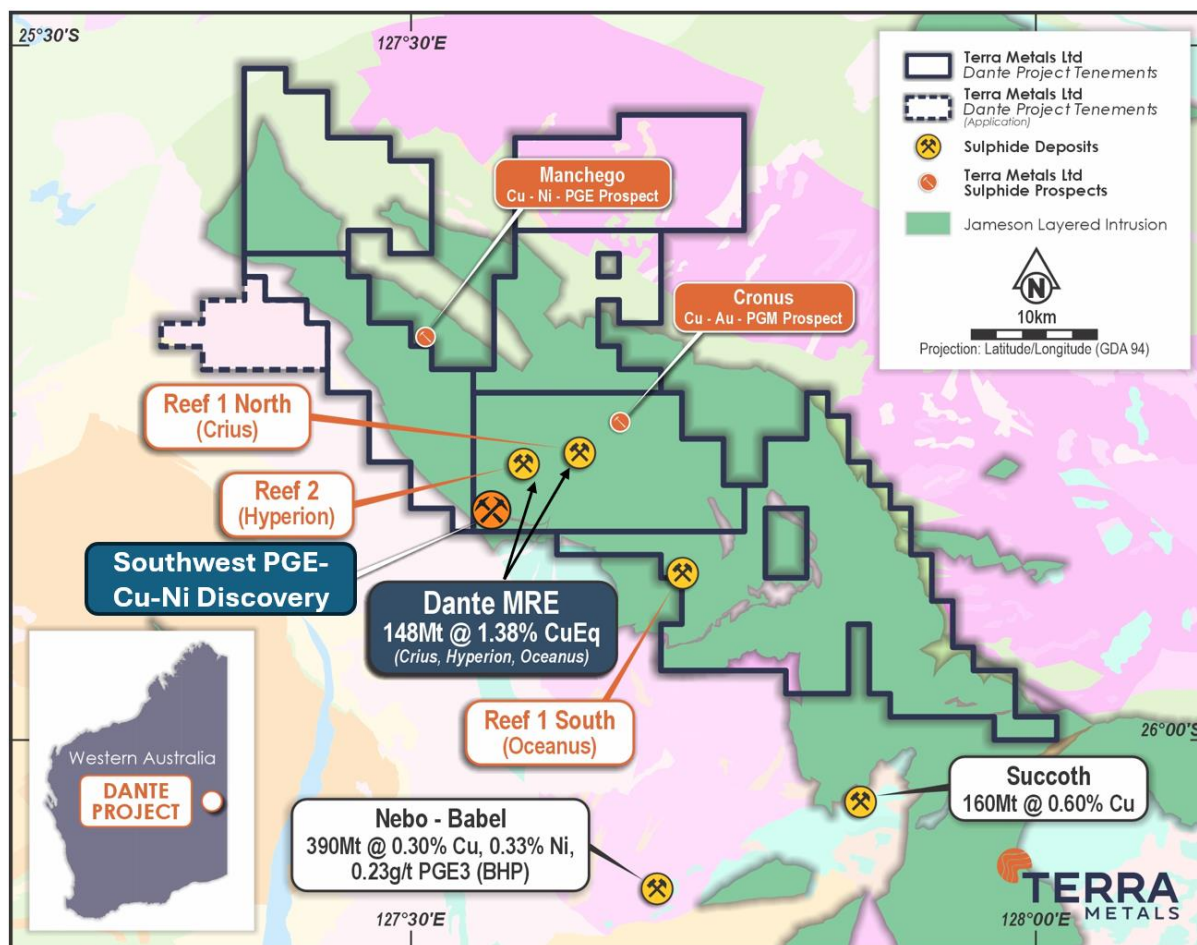 25°30'S
127°30'E
Terra Metals Ltd
Dante Project Tenements
Terra Metals Ltd
Dante Project Tenements
(Application)
Sulphide Deposits
Terra Metals Ltd
Sulphide Prospects
Jameson Layered Intrusion
N
10km
Projection: Latitude/Longitude (GDA 94)
Manchego
Cu - Ni - PGE Prospect
Cronus
Cu - Au - PGM Prospect
Reef 1 North
(Crius)
Reef 2
(Hyperion)
Southwest PGE-
Cu-Ni Discovery
Dante MRE
148Mt @ 1.38% CuEq
(Crius, Hyperion, Oceanus)
Reef 1 South
(Oceanus)
26°00'S
Western Australia
DANTE
PROJECT
Nebo - Babel
390Mt @ 0.30% Cu, 0.33% Ni,
0.23g/t PGE3 (BHP)
Succoth
160Mt @ 0.60% Cu
TERRA
METALS
127°30'E
128°00'E